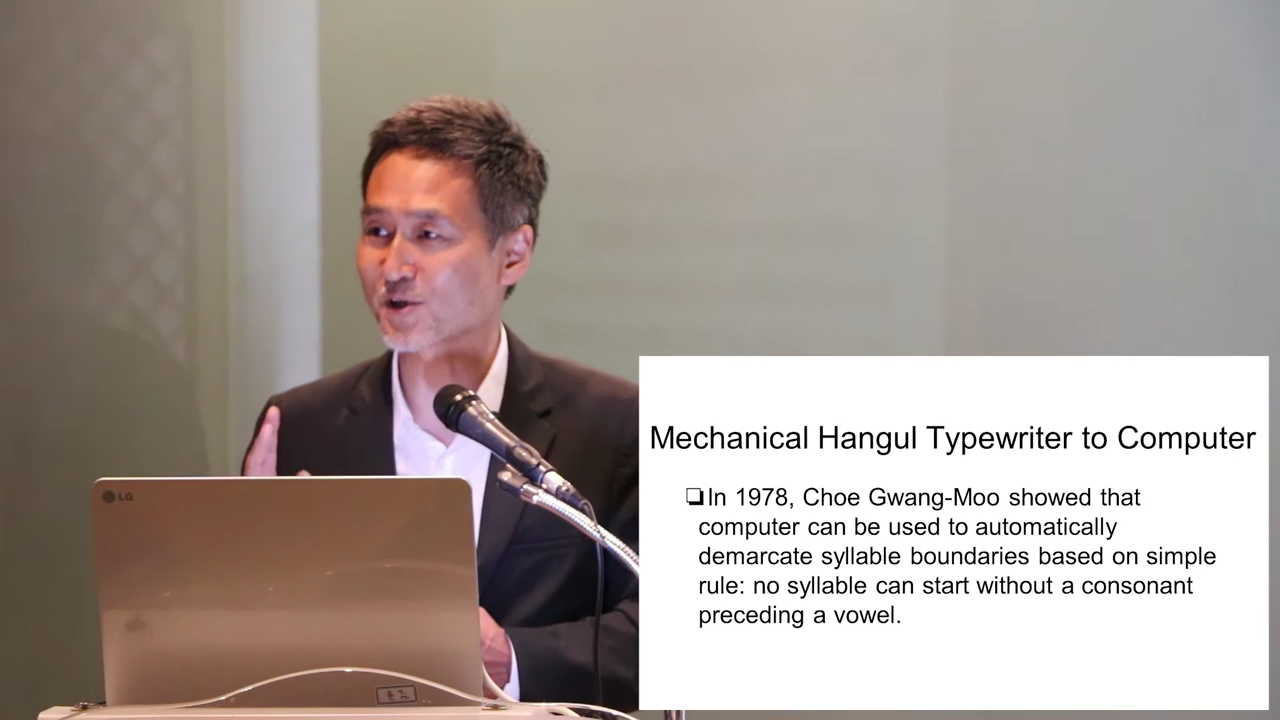 LG
Mechanical Hangul Typewriter to Computer
❏In 1978, Choe Gwang-Moo showed that
computer can be used to automatically
demarcate syllable boundaries based on simple
rule: no syllable can start without a consonant
preceding a vowel.